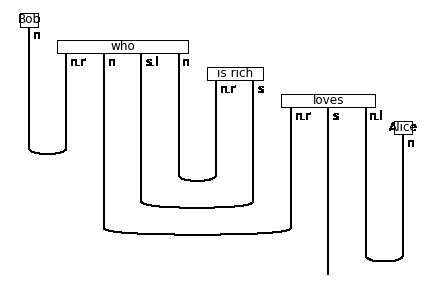 Bob
n
who
n.r n s.l n
is rich
n.r s
loves
n.r s n.l
Alice
n